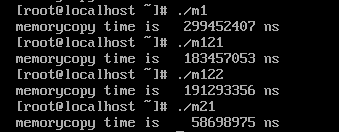 [root@localhost ~]# ./m1
memorycopy time is   299452407 ns
[root@localhost ~]# ./m121
memorycopy time is   183457053 ns
[root@localhost ~]# ./m122
memorycopy time is   191293356 ns
[root@localhost ~]# ./m21
memorycopy time is    58698975 ns